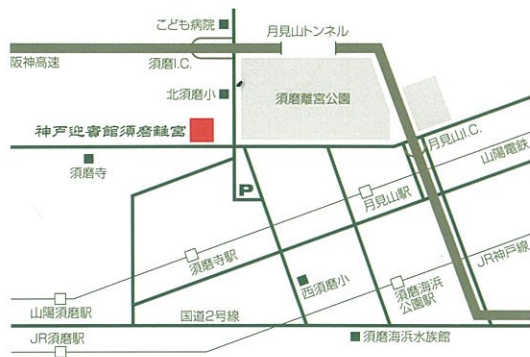 こども病院
月見山トンネル
阪神高速
須磨I.C.
北須磨小
須磨離宮公園
神戸迎賓館須磨離宮
月見山I.C.
山陽電鉄
須磨寺
P
月見山駅
須磨寺駅
JR神戸線
西須磨小
須磨海浜
公園駅
山陽須磨駅
国道2号線
JR須磨駅
須磨海浜水族館